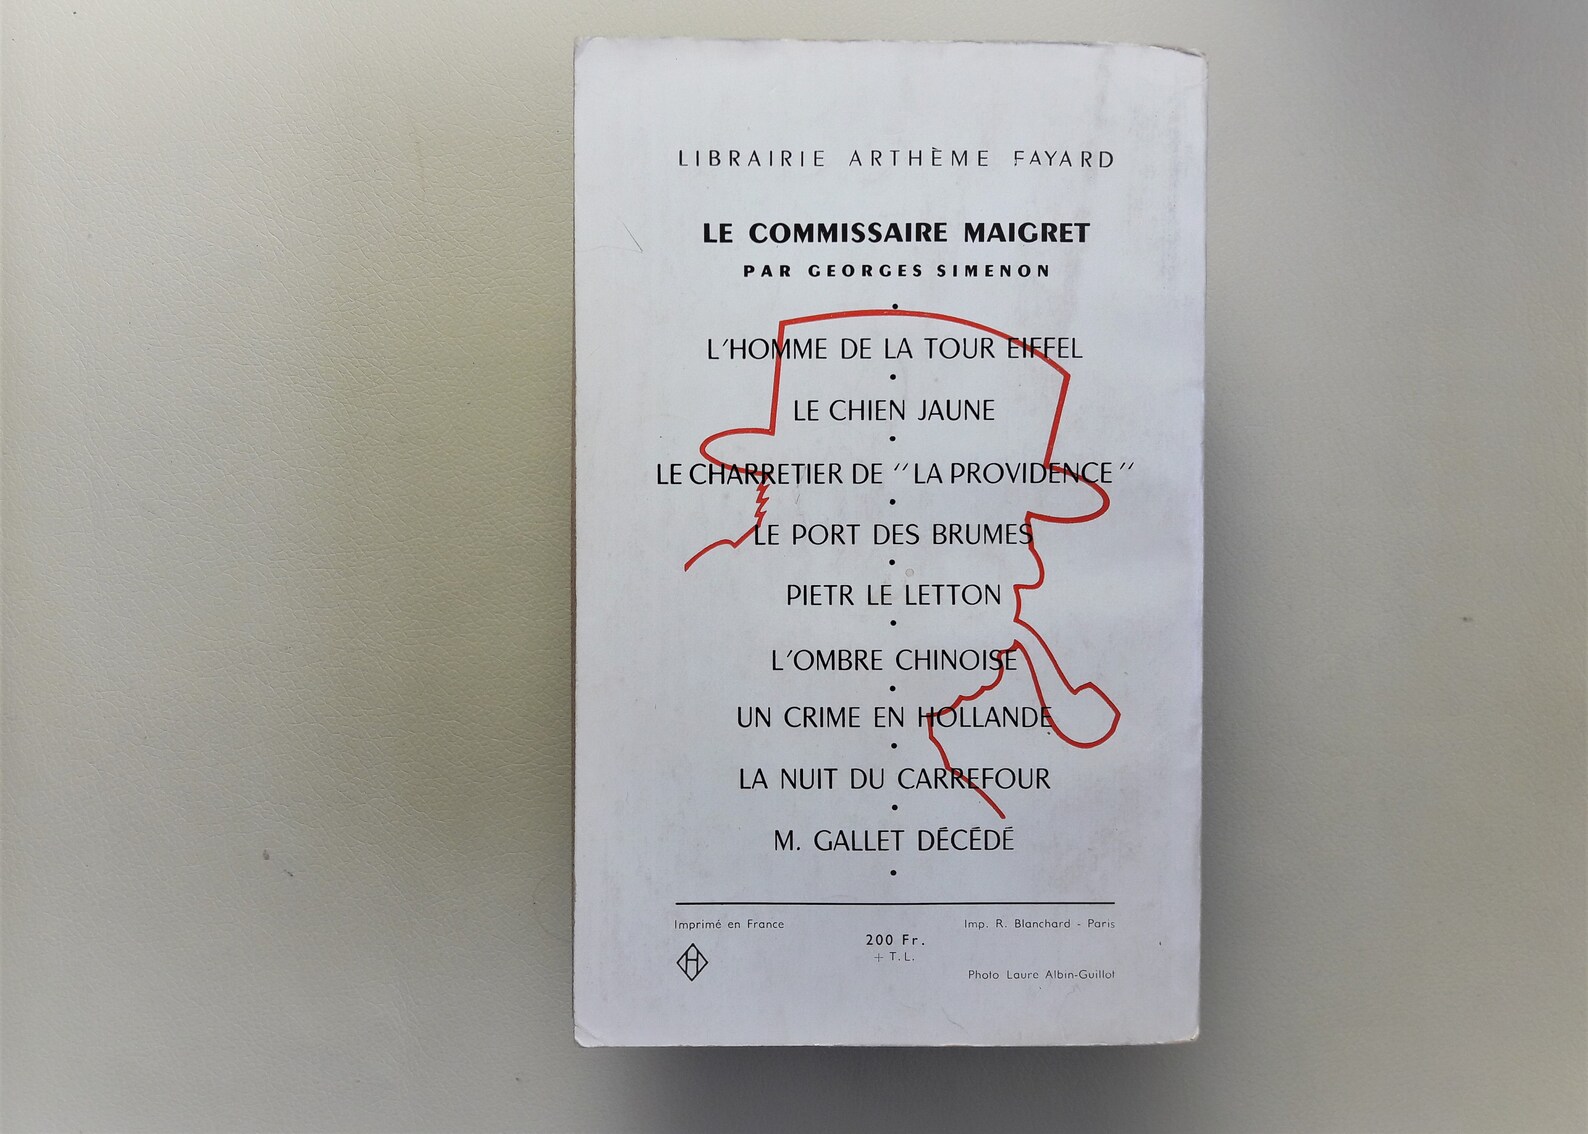 LIBRAIRIE ARTHÈME FAYARD
LE COMMISSAIRE MAIGRET
PAR GEORGES SIMENON
L'HOMME DE LA TOUR EIFFEL
LE CHIEN JAUNE
LE CHARRETIER DE "LA PROVIDENCE"
LE PORT DES BRUMES
PIETR LE LETTON
L'OMBRE CHINOISE
UN CRIME EN HOLLANDE
LA NUIT DU CARREFOUR
M. GALLET DÉCÉDÉ
Imprimé en France
Imp. R. Blanchard - Paris
200 Fr.
+ T.L.
H
Photo Laure Albin-Guillot